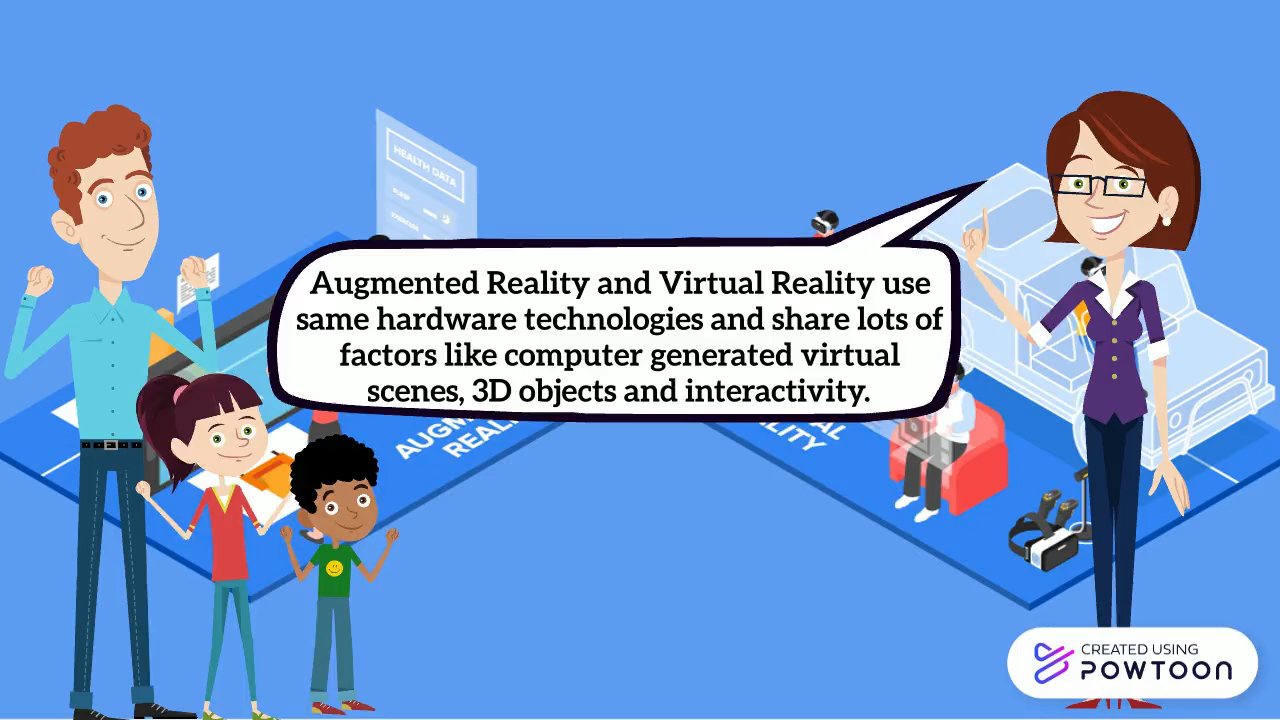 HEALTH DATA
Augmented Reality and Virtual Reality use
same hardware technologies and share lots of
factors like computer generated virtual
scenes, 3D objects and interactivity.
CREATED USING
POWTOON